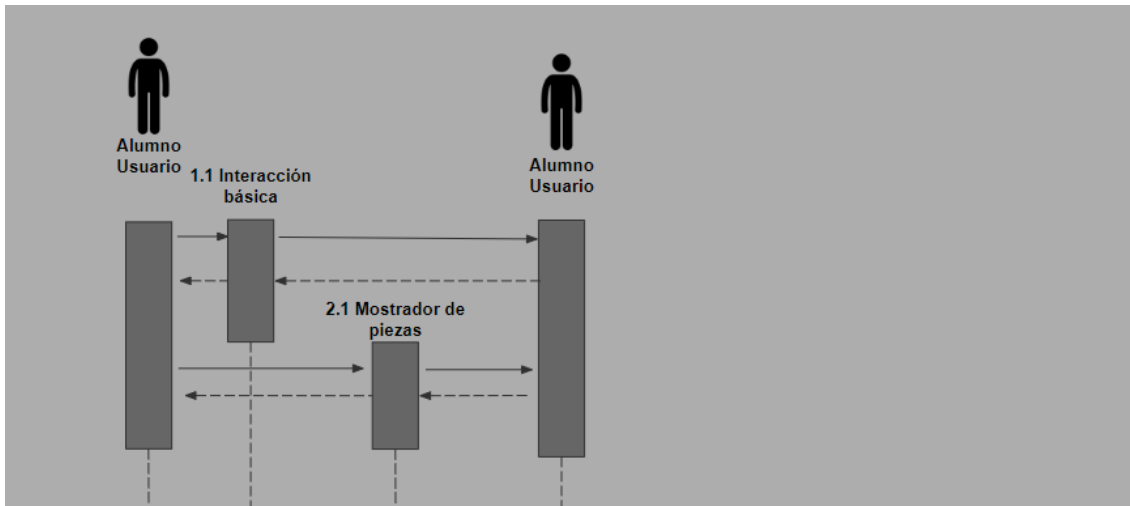 Alumno
Usuario
1.1 Interacción
básica
Alumno
Usuario
2.1 Mostrador de
piezas